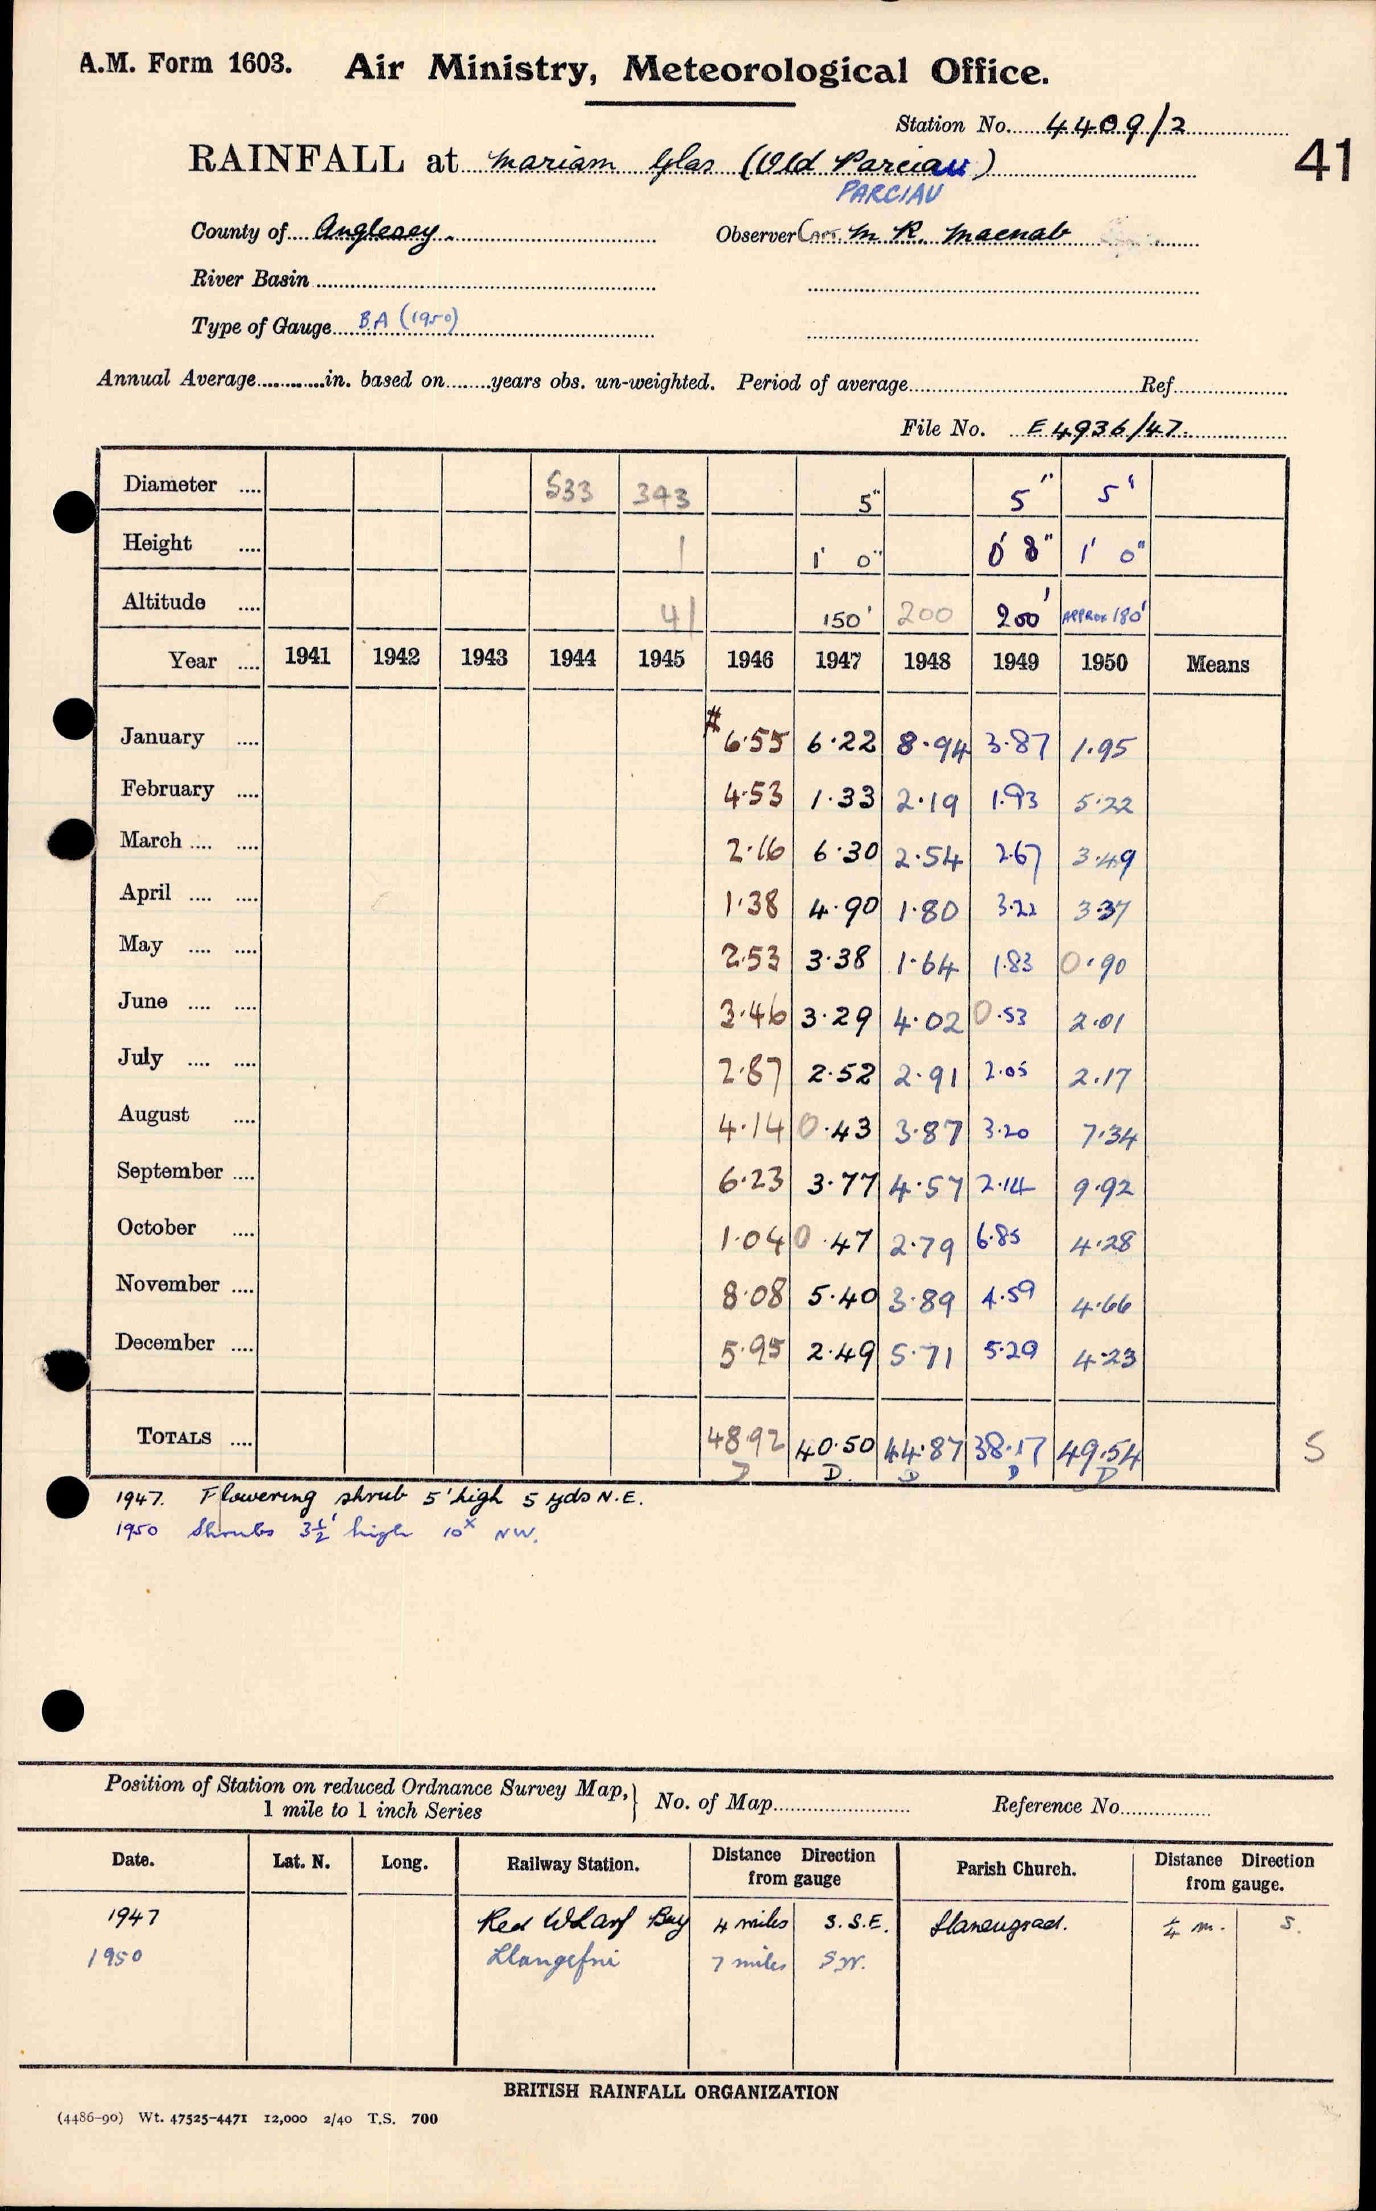 A.M. Form 1603. Air Ministry, Meteorological Office.
Station No. 4409/2
41
RAINFALL at Mariam Glas (Old Parciau)
PARCIAU
County of Anglesey. Observer Capt. M. R. Macnab
River Basin
Type of Gauge BA (1950)
Annual Average in. based on years obs. un-weighted. Period of average Ref.
File No. E4936/47.
Diameter 533 343 5" 5" 5"
Height 1 1' 0" 0' 8" 1' 0"
Altitude 41 150' 200 200' APPROX 180'
Year 1941 1942 1943 1944 1945 1946 1947 1948 1949 1950 Means
January # 6.55 6.22 8.94 3.87 1.95
February 4.53 1.33 2.19 1.93 5.22
March 2.16 6.30 2.54 2.67 3.49
April 1.38 4.90 1.80 3.22 3.37
May 2.53 3.38 1.64 1.83 0.90
June 3.46 3.29 4.02 0.53 2.01
July 2.87 2.52 2.91 2.05 2.17
August 4.14 0.43 3.87 3.20 7.34
September 6.23 3.77 4.57 2.14 9.92
October 1.04 0.47 2.79 6.85 4.28
November 8.08 5.40 3.89 4.59 4.66
December 5.95 2.49 5.71 5.29 4.23
TOTALS 48.92 40.50 44.87 38.17 49.54 S
D D. D D D
1947. Flowering shrub 5' high 5 yds N.E.
1950 Shrubs 3½' high 10x NW.
Position of Station on reduced Ordnance Survey Map,
1 mile to 1 inch Series
No. of Map Reference No.
Date. Lat. N. Long. Railway Station. Distance Direction from gauge Parish Church. Distance Direction from gauge.
1947 Red Wharf Bay 4 miles S.S.E. Llaneugrad. ¼ m. S.
1950 Llangefni 7 miles SW.
BRITISH RAINFALL ORGANIZATION
(4486-90) Wt. 47525-4471 12,000 2/40 T.S. 700